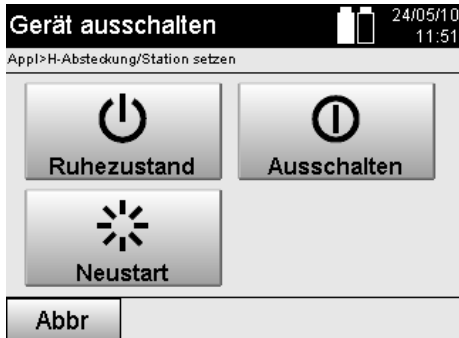 Gerät ausschalten
24/05/10
11:51
Appl>H-Absteckung/Station setzen
Ruhezustand
Ausschalten
Neustart
Abbr